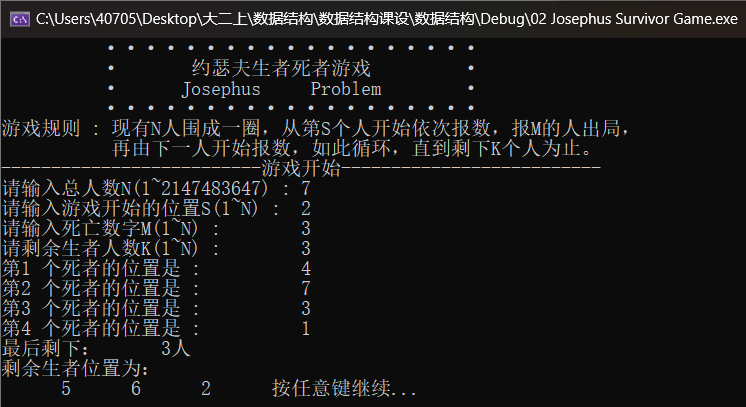 C:\Users\40705\Desktop\大二上\数据结构\数据结构课设\数据结构\Debug\02 Josephus Survivor Game.exe
约瑟夫生者死者游戏
Josephus Problem
游戏规则 : 现有N人围成一圈，从第S个人开始依次报数，报M的人出局，
再由下一人开始报数，如此循环，直到剩下K个人为止。
--------------------------游戏开始--------------------------
请输入总人数N(1~2147483647) : 7
请输入游戏开始的位置S(1~N) : 2
请输入死亡数字M(1~N) : 3
请剩余生者人数K(1~N) : 3
第1 个死者的位置是 : 4
第2 个死者的位置是 : 7
第3 个死者的位置是 : 3
第4 个死者的位置是 : 1
最后剩下: 3人
剩余生者位置为:
5 6 2 按任意键继续...